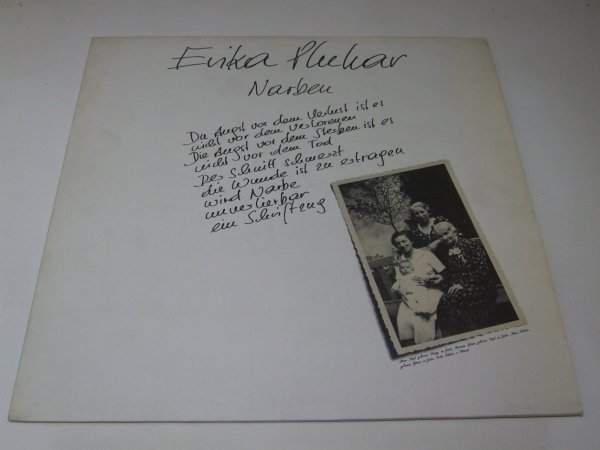 Erika Pluhar
Narben
Die Angst vor dem Verlust ist es
nicht vor dem Verlorenen
Die Angst vor dem Sterben ist es
nicht vor dem Tod
Der Schnitt schmerzt
die Wunde ist zu ertragen
wird Narbe
unverlierbar
ein Schriftzug